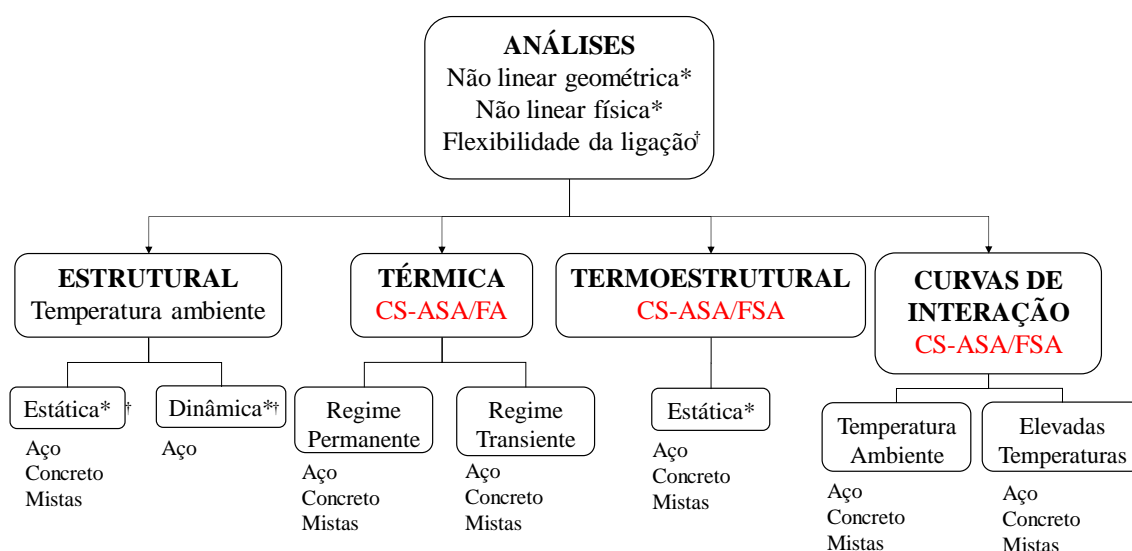 ANÁLISES
Não linear geométrica*
Não linear física*
Flexibilidade da ligação†
ESTRUTURAL
Temperatura ambiente
TÉRMICA
CS-ASA/FA
TERMOESTRUTURAL
CS-ASA/FSA
CURVAS DE
INTERAÇÃO
CS-ASA/FSA
Estática* †
Aço
Concreto
Mistas
Dinâmica*†
Aço
Regime
Permanente
Aço
Concreto
Mistas
Regime
Transiente
Aço
Concreto
Mistas
Estática*
Aço
Concreto
Mistas
Temperatura
Ambiente
Aço
Concreto
Mistas
Elevadas
Temperaturas
Aço
Concreto
Mistas